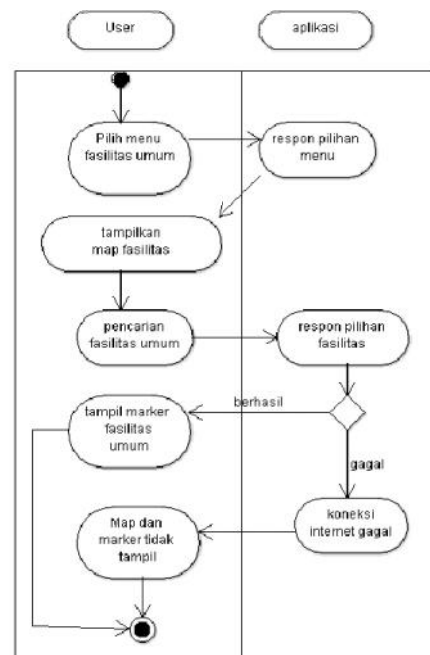 User
aplikasi
Pilih menu
fasilitas umum
respon pilihan
menu
tampilkan
map fasilitas
pencarian
fasilitas umum
respon pilihan
fasilitas
berhasil
tampil marker
fasilitas
umum
gagal
koneksi
internet gagal
Map dan
marker tidak
tampil